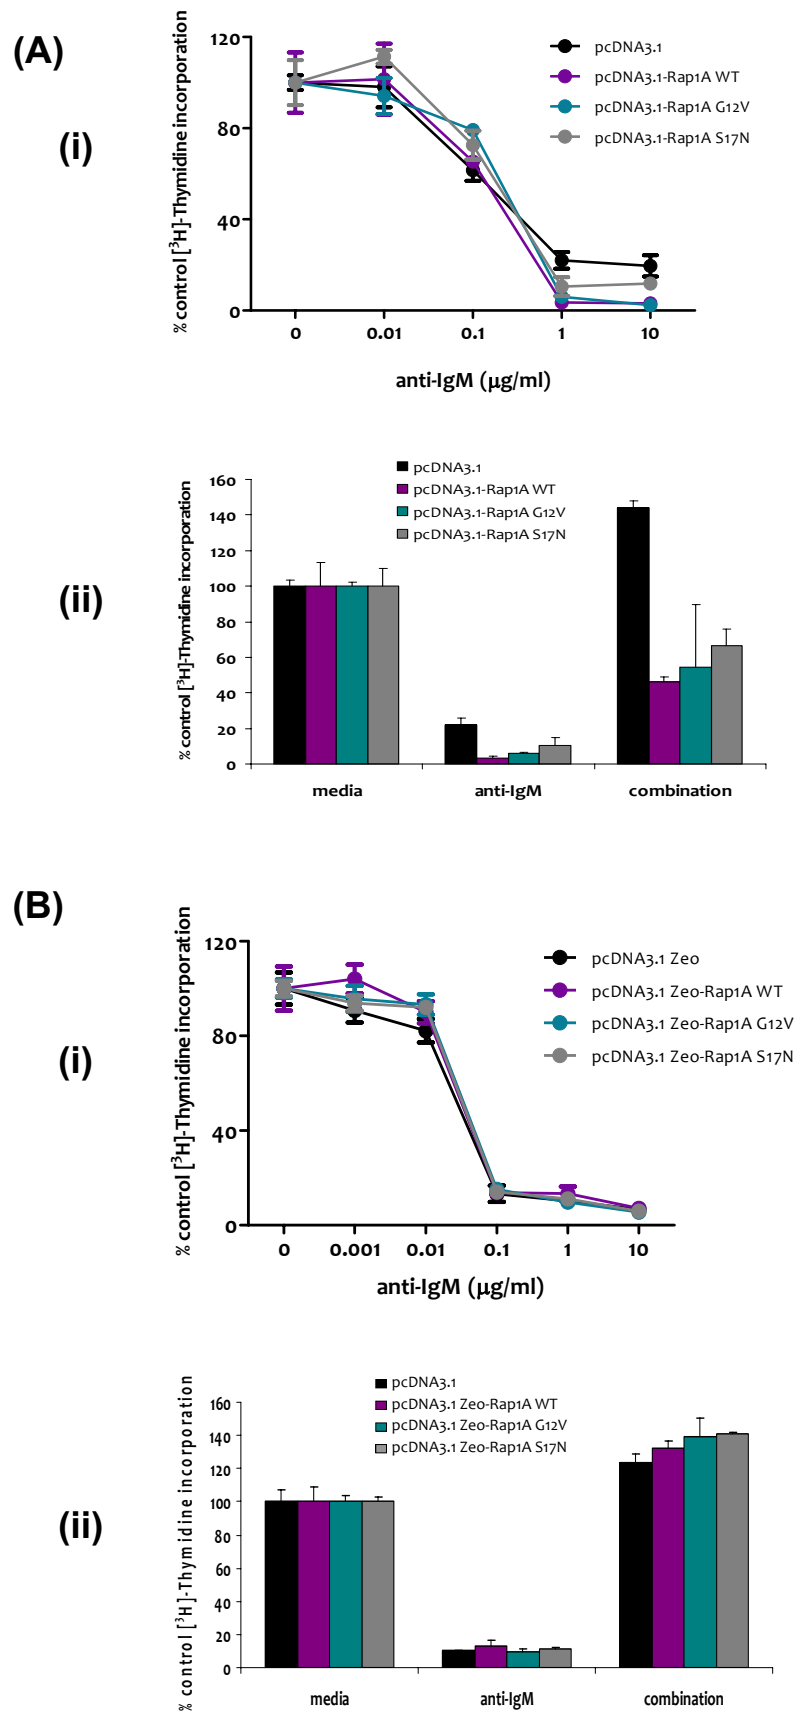 (A)
(i)
% control [³H]-Thymidine incorporation
120
80
40
0
0 0.01 0.1 1 10
anti-IgM (μg/ml)
pcDNA3.1
pcDNA3.1-Rap1A WT
pcDNA3.1-Rap1A G12V
pcDNA3.1-Rap1A S17N
(ii)
% control [³H]-Thymidine incorporation
pcDNA3.1
pcDNA3.1-Rap1A WT
pcDNA3.1-Rap1A G12V
pcDNA3.1-Rap1A S17N
160
140
120
100
80
60
40
20
0
media anti-IgM combination
(B)
(i)
% control [³H]-Thymidine incorporation
120
80
40
0
0 0.001 0.01 0.1 1 10
anti-IgM (μg/ml)
pcDNA3.1 Zeo
pcDNA3.1 Zeo-Rap1A WT
pcDNA3.1 Zeo-Rap1A G12V
pcDNA3.1 Zeo-Rap1A S17N
(ii)
% control [³H]-Thymidine incorporation
pcDNA3.1
pcDNA3.1 Zeo-Rap1A WT
pcDNA3.1 Zeo-Rap1A G12V
pcDNA3.1 Zeo-Rap1A S17N
160
140
120
100
80
60
40
20
0
media anti-IgM combination